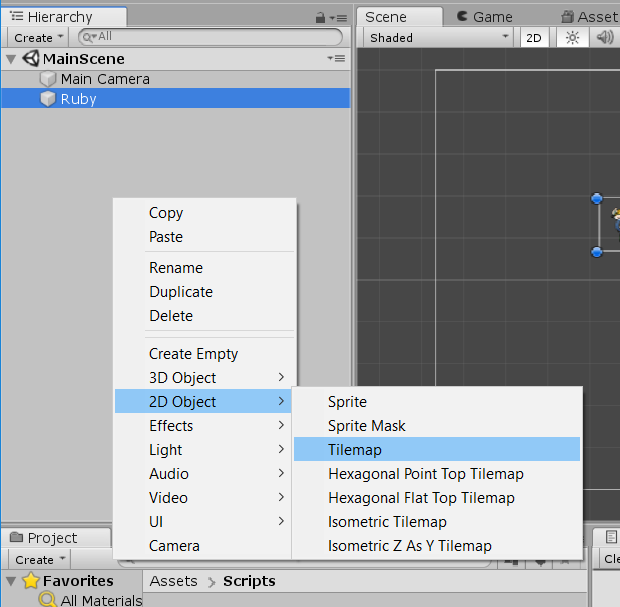 Hierarchy
Scene
Game
Asset
Create
All
Shaded
2D
MainScene
Main Camera
Ruby
Copy
Paste
Rename
Duplicate
Delete
Create Empty
3D Object
2D Object
Effects
Light
Audio
Video
UI
Camera
Sprite
Sprite Mask
Tilemap
Hexagonal Point Top Tilemap
Hexagonal Flat Top Tilemap
Isometric Tilemap
Isometric Z As Y Tilemap
Project
Create
Cle
Favorites
Assets > Scripts
All Materials